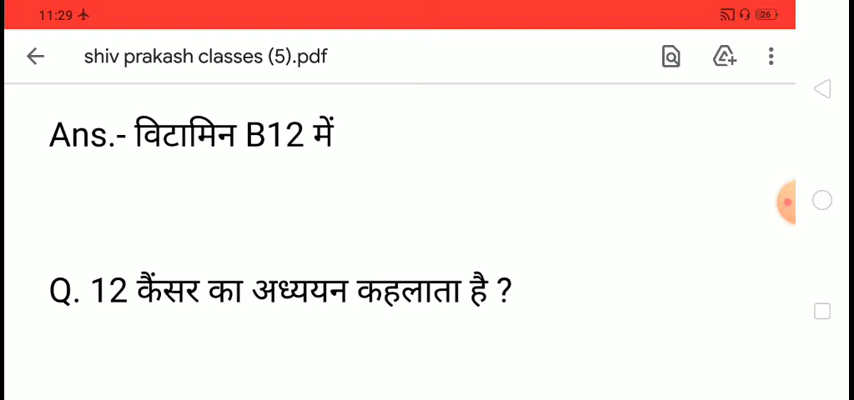 11:29
26
shiv prakash classes (5).pdf
Ans.- विटामिन B12 में
Q. 12 कैंसर का अध्ययन कहलाता है ?